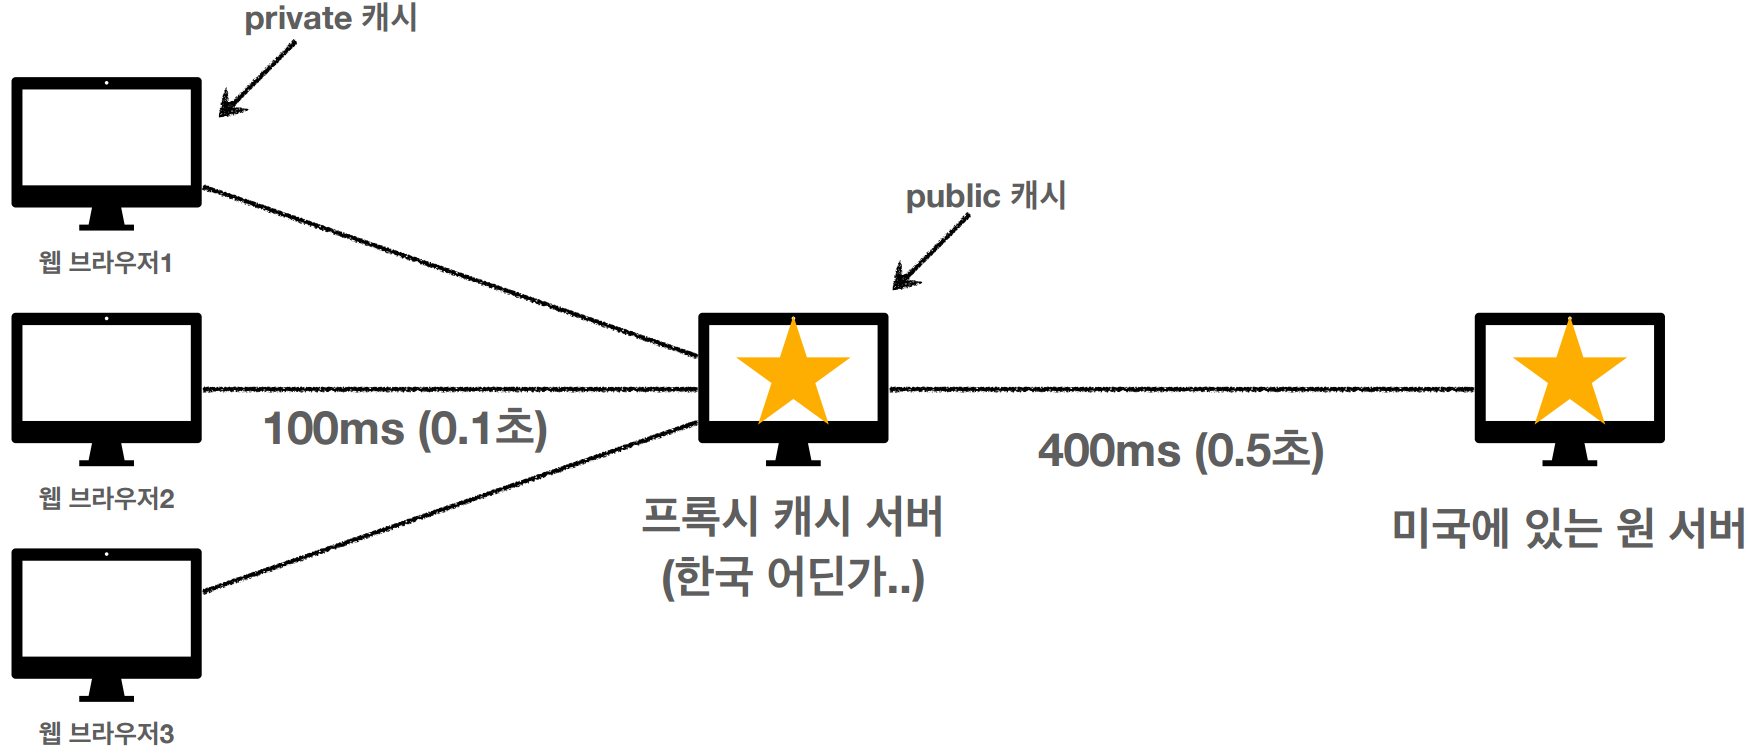 private 캐시
public 캐시
웹 브라우저1
100ms (0.1초)
400ms (0.5초)
웹 브라우저2
프록시 캐시 서버
(한국 어딘가..)
미국에 있는 원 서버
웹 브라우저3